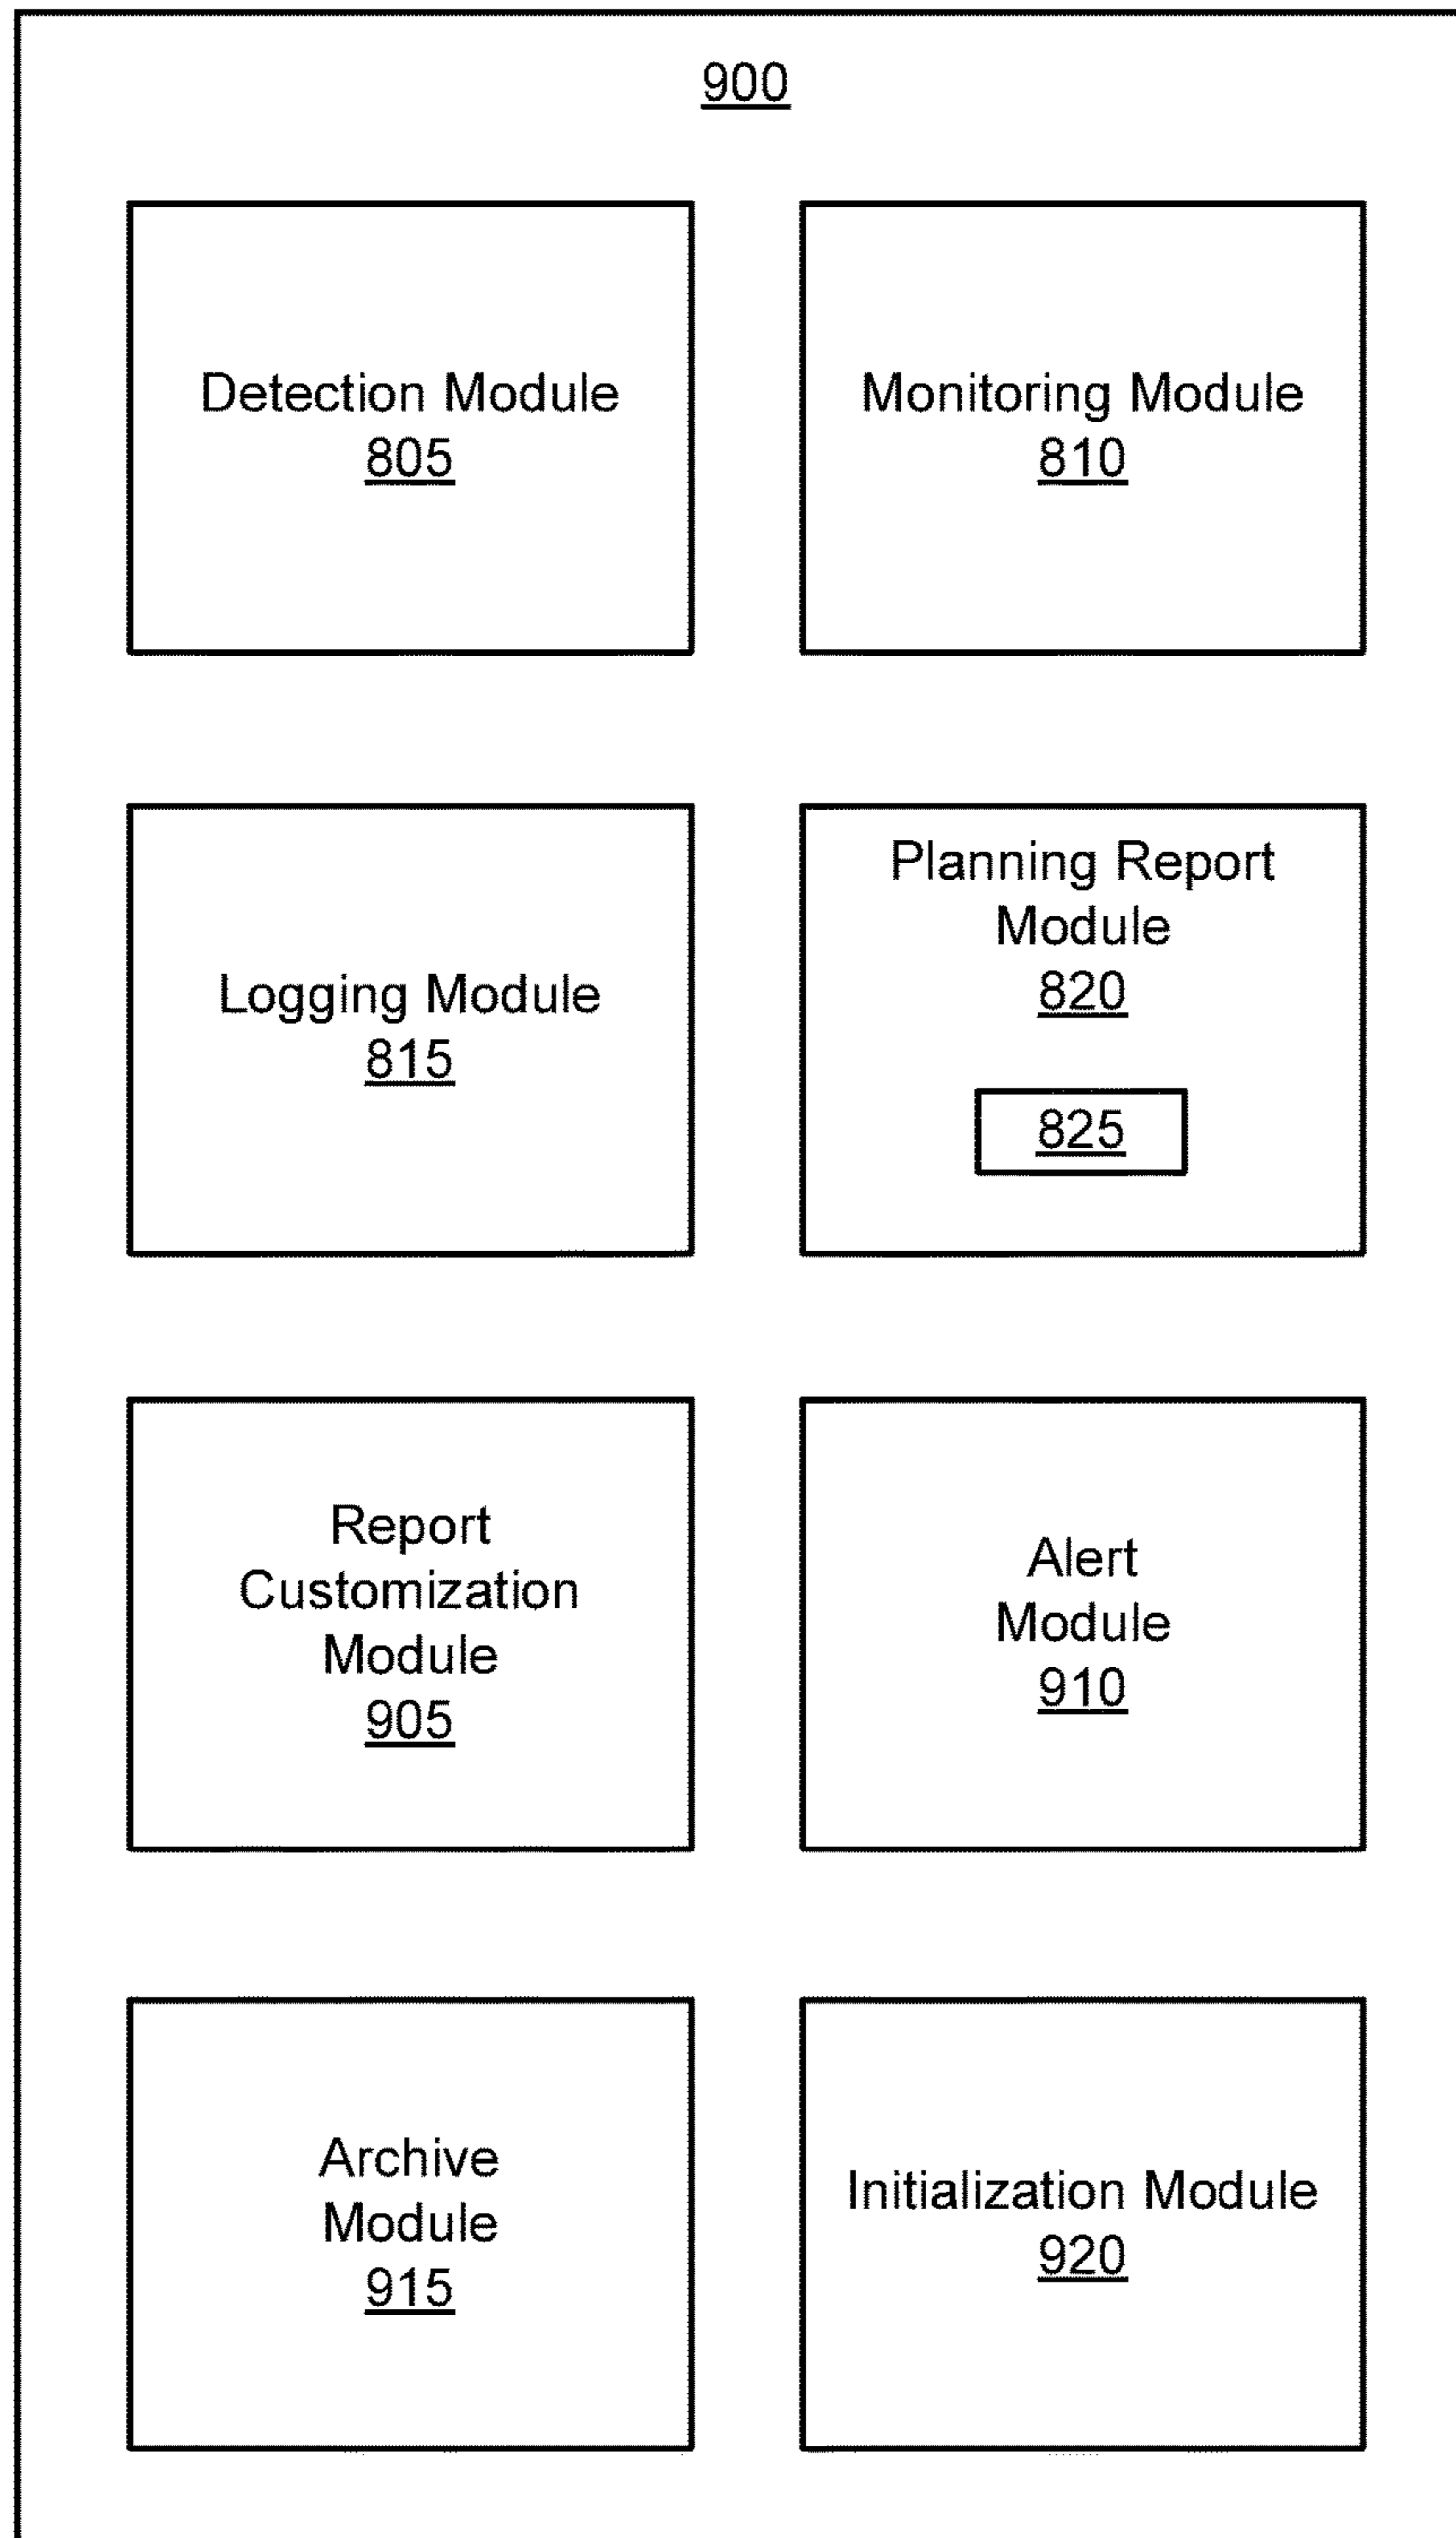 900
Detection Module
805
Monitoring Module
810
Logging Module
815
Planning Report
Module
820
825
Report
Customization
Module
905
Alert
Module
910
Archive
Module
915
Initialization Module
920